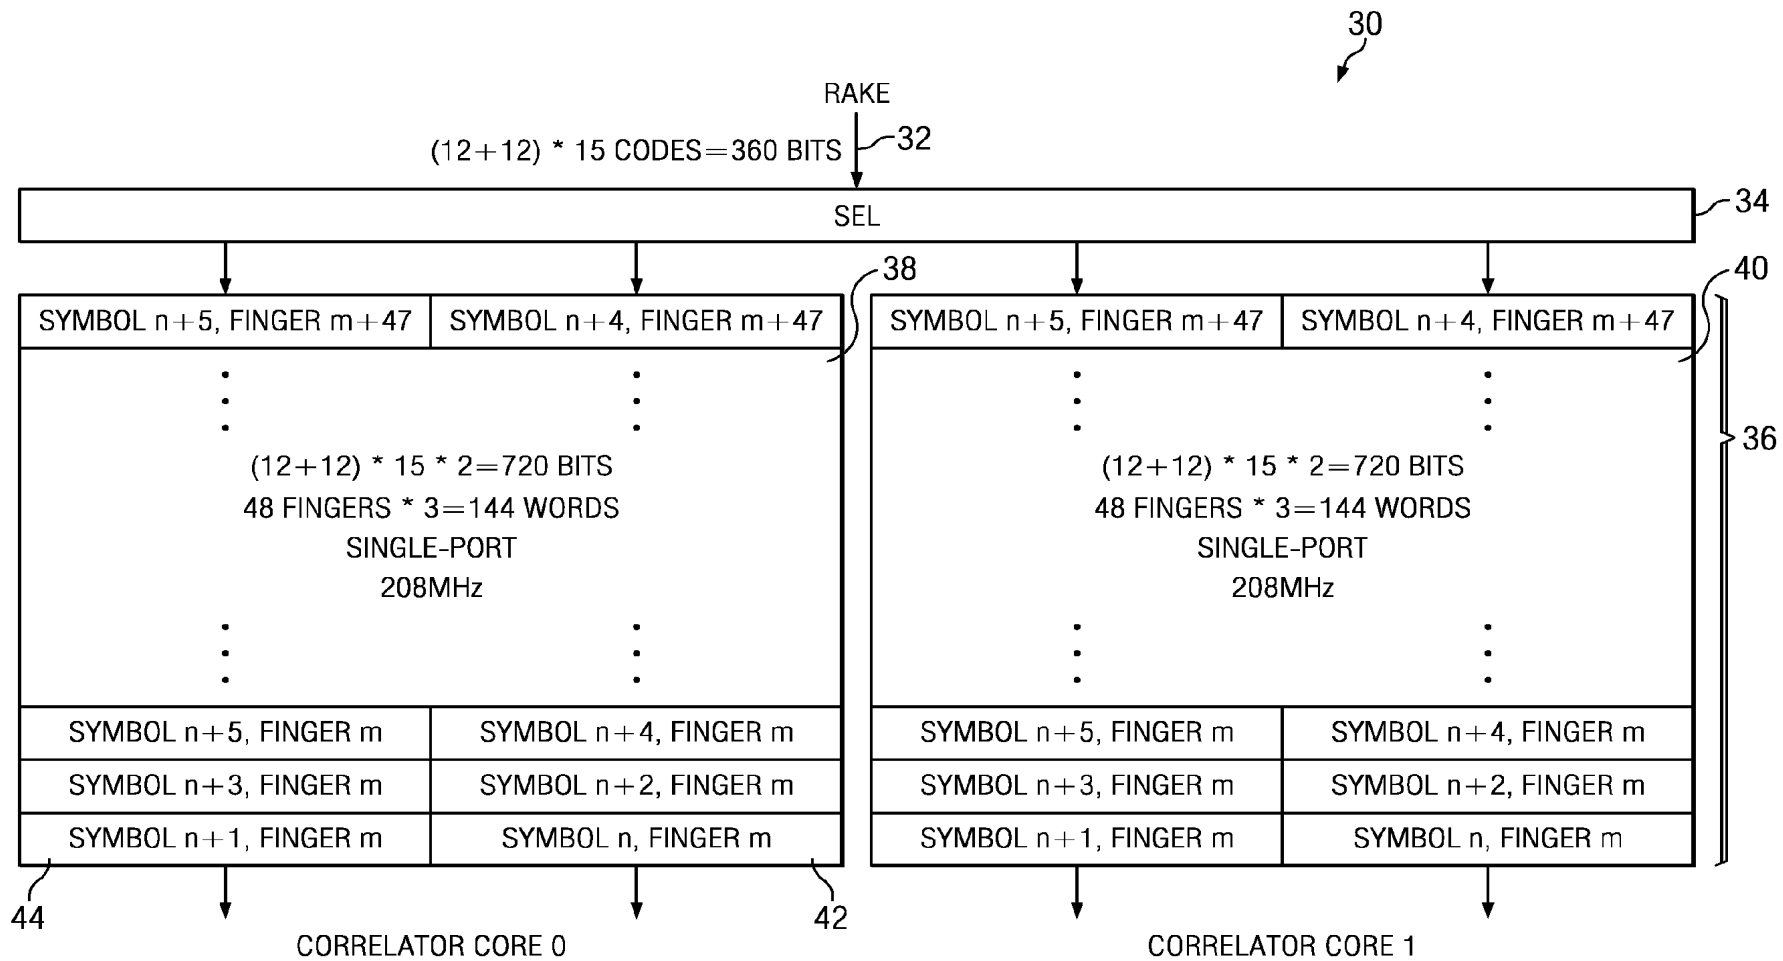 30
RAKE
(12+12) * 15 CODES=360 BITS
32
SEL
34
38
40
SYMBOL n+5, FINGER m+47
SYMBOL n+4, FINGER m+47
SYMBOL n+5, FINGER m+47
SYMBOL n+4, FINGER m+47
(12+12) * 15 * 2=720 BITS
48 FINGERS * 3=144 WORDS
SINGLE-PORT
208MHz
(12+12) * 15 * 2=720 BITS
48 FINGERS * 3=144 WORDS
SINGLE-PORT
208MHz
36
SYMBOL n+5, FINGER m
SYMBOL n+4, FINGER m
SYMBOL n+5, FINGER m
SYMBOL n+4, FINGER m
SYMBOL n+3, FINGER m
SYMBOL n+2, FINGER m
SYMBOL n+3, FINGER m
SYMBOL n+2, FINGER m
SYMBOL n+1, FINGER m
SYMBOL n, FINGER m
SYMBOL n+1, FINGER m
SYMBOL n, FINGER m
44
42
CORRELATOR CORE 0
CORRELATOR CORE 1